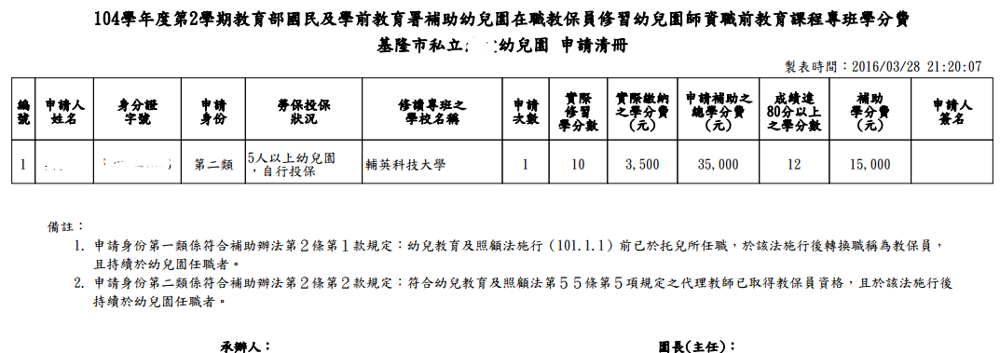 104學年度第2學期教育部國民及學前教育署補助幼兒園在職教保員修習幼兒園師資職前教育課程專班學分費
基隆市私立 幼兒園 申請清冊
製表時間：2016/03/28 21:20:07
編號 申請人姓名 身分證字號 申請身份 勞保投保狀況 修讀專班之學校名稱 申請次數 實際修習學分數 實際繳納之學分費(元) 申請補助之總學分費(元) 成績達80分以上之學分數 補助學分費(元) 申請人簽名
1 第二類 5人以上幼兒園，自行投保 輔英科技大學 1 10 3,500 35,000 12 15,000
備註：
1. 申請身份第一類係符合補助辦法第２條第１款規定：幼兒教育及照顧法施行(101.1.1)前已於托兒所任職，於該法施行後轉換職稱為教保員，
且持續於幼兒園任職者。
2. 申請身份第二類係符合補助辦法第２條第２款規定：符合幼兒教育及照顧法第５５條第５項規定之代理教師已取得教保員資格，且於該法施行後
持續於幼兒園任職者。
承辦人： 園長(主任)：